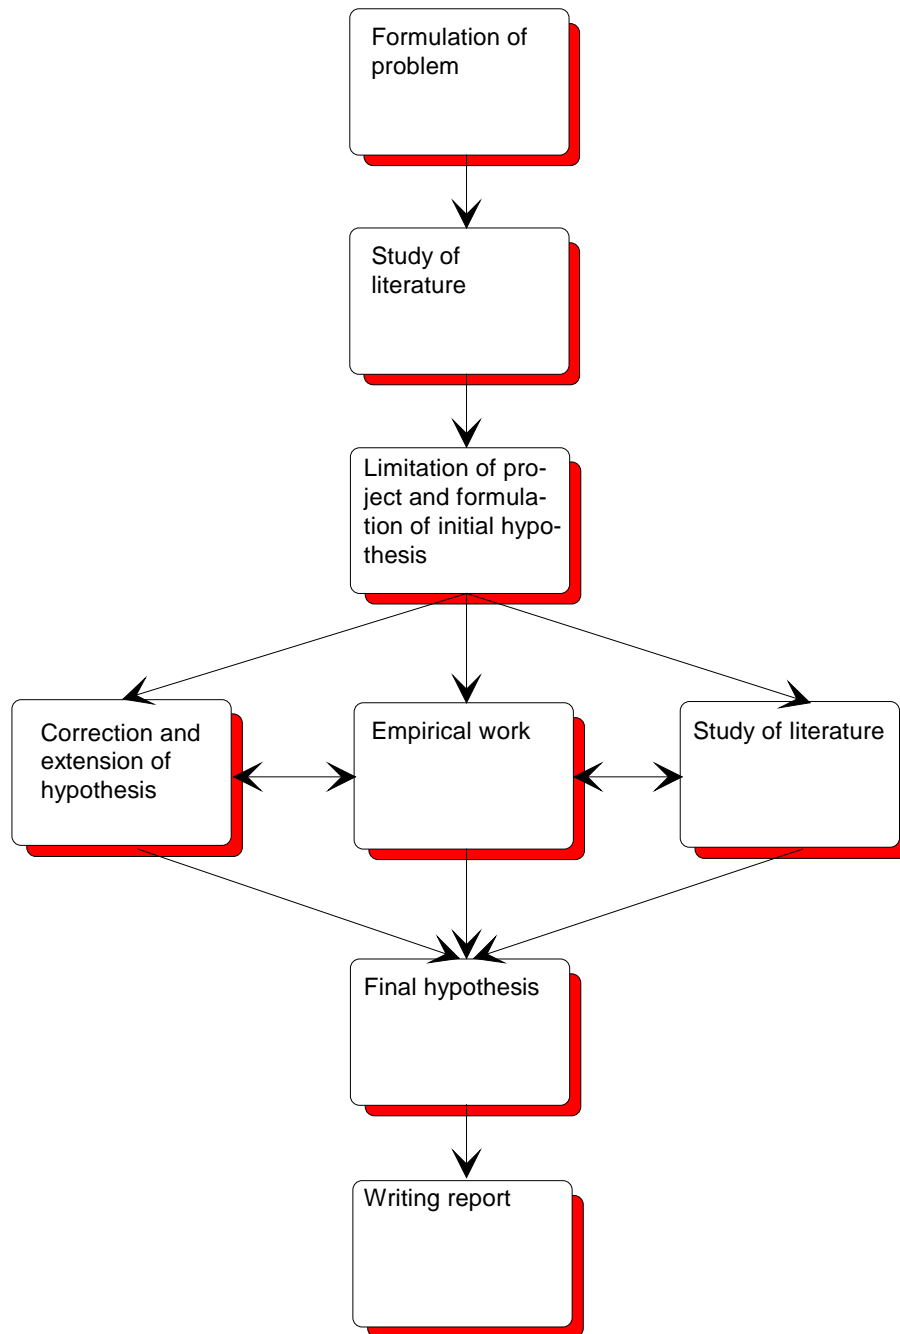 Formulation of
problem
Study of
literature
Limitation of pro-
ject and formula-
tion of initial hypo-
thesis
Correction and
extension of
hypothesis
Empirical work
Study of literature
Final hypothesis
Writing report